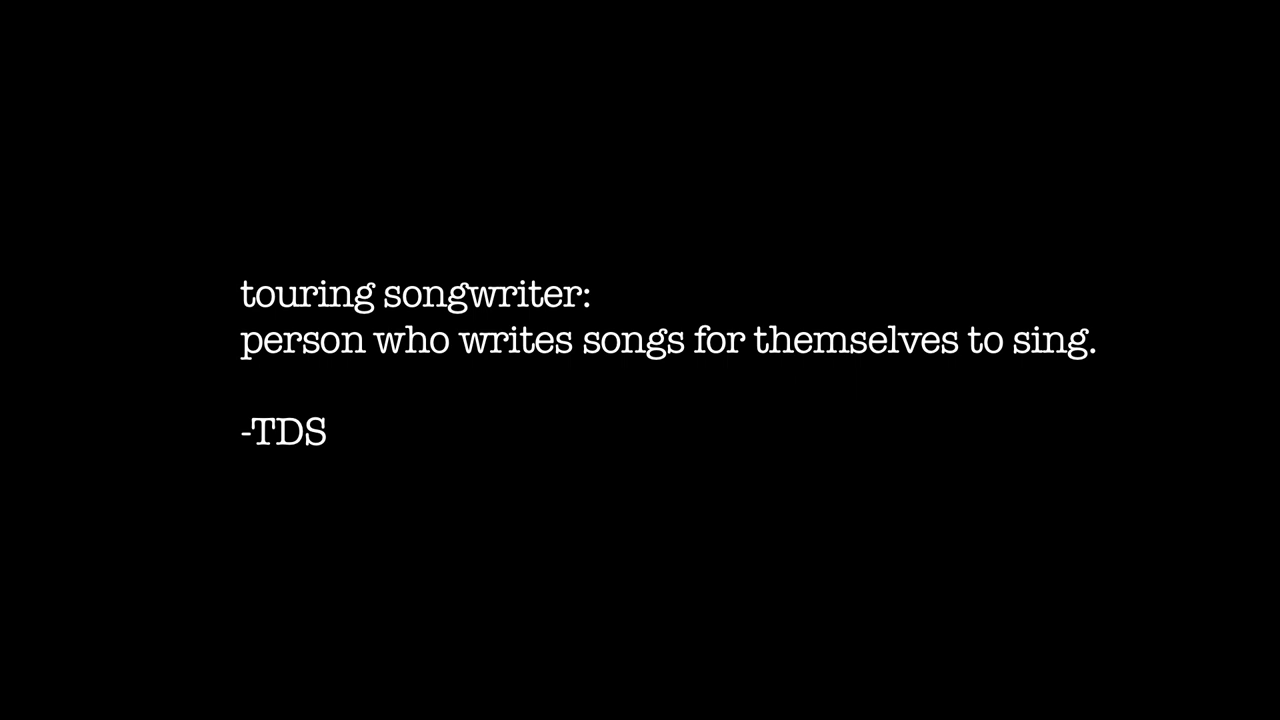 touring songwriter:
person who writes songs for themselves to sing.
-TDS